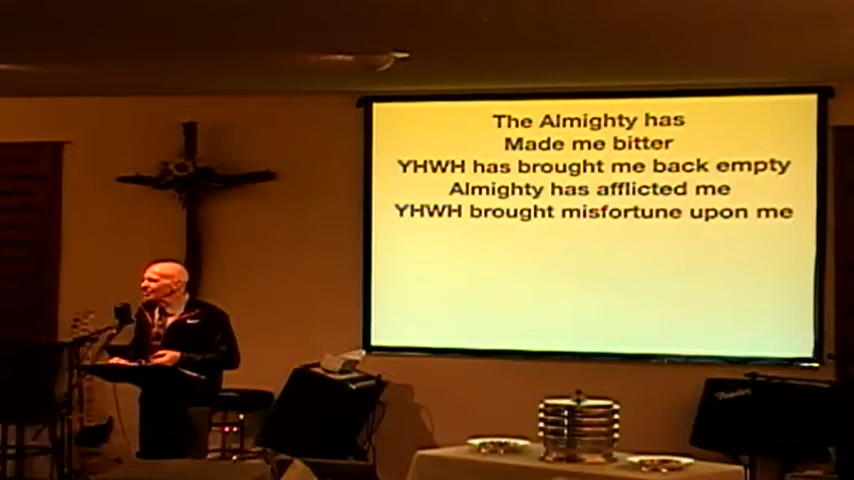 The Almighty has
Made me bitter
YHWH has brought me back empty
Almighty has afflicted me
YHWH brought misfortune upon me